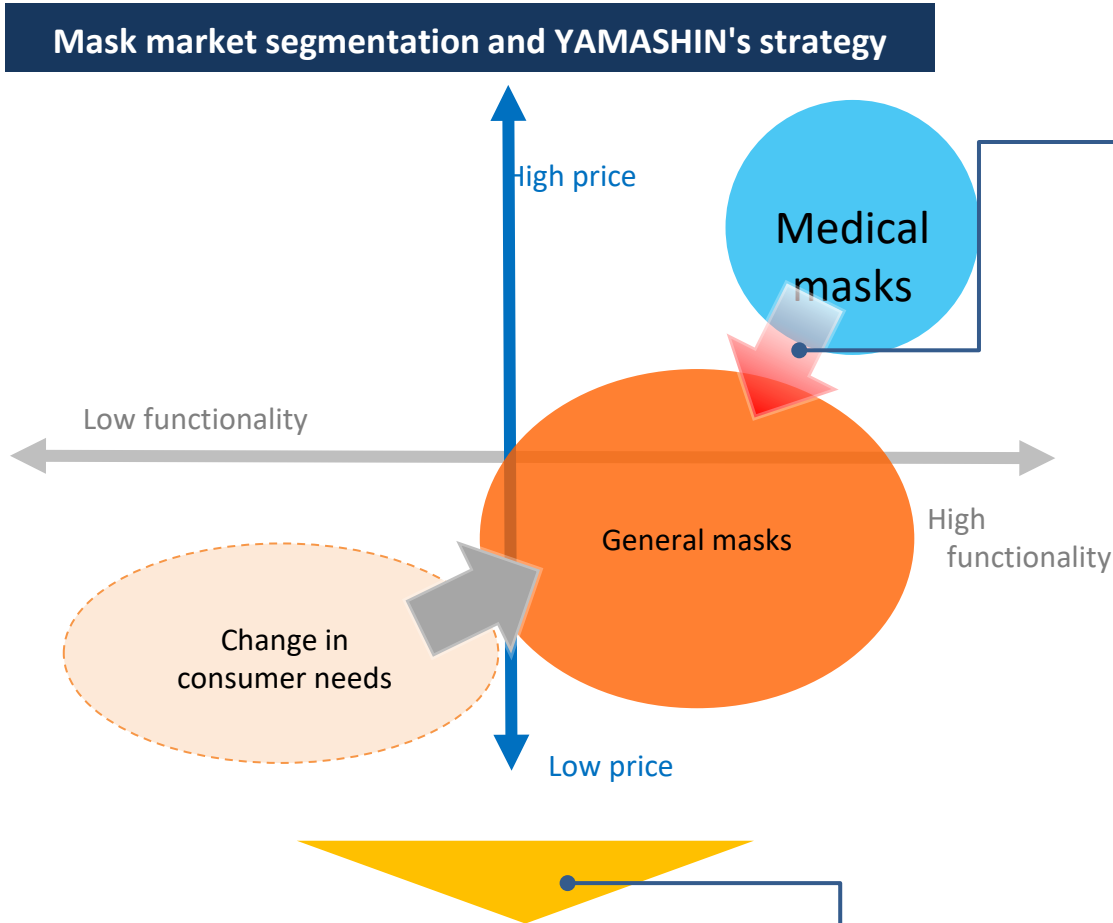 Mask market segmentation and YAMASHIN's strategy
High price
Medical
masks
Low functionality
General masks
High
functionality
Change in
consumer needs
Low price